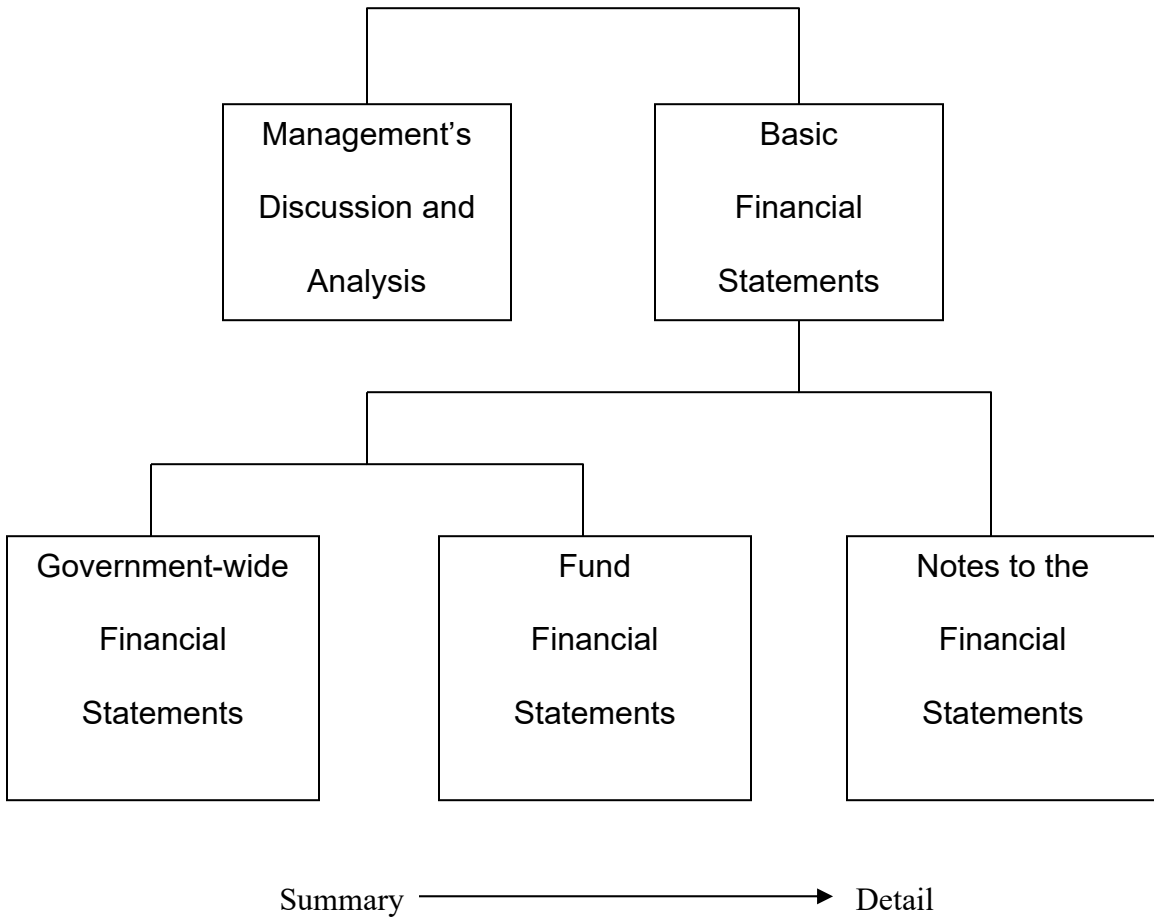 Management’s
Discussion and
Analysis
Basic
Financial
Statements
Government-wide
Financial
Statements
Fund
Financial
Statements
Notes to the
Financial
Statements
Summary
Detail